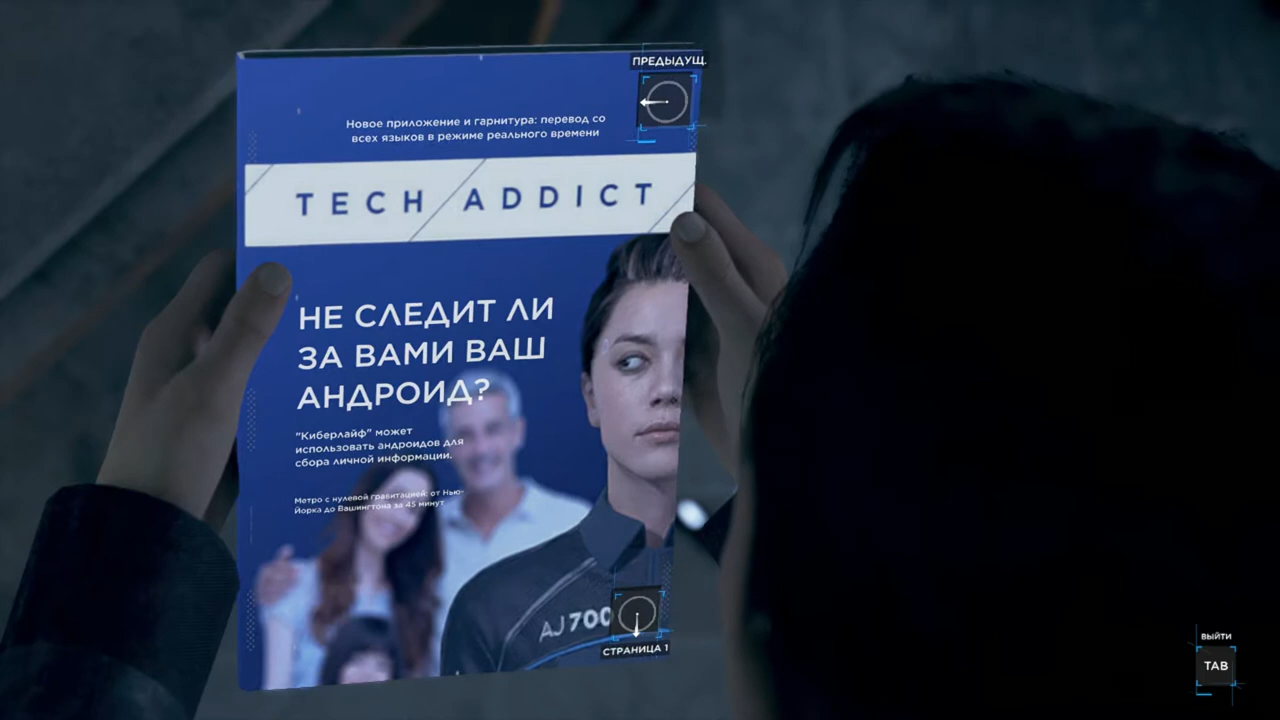 ПРЕДЫДУЩ.
Новое приложение и гарнитура: перевод со
всех языков в режиме реального времени
TECH ADDICT
НЕ СЛЕДИТ ЛИ
ЗА ВАМИ ВАШ
АНДРОИД?
"Киберлайф" может
использовать андроидов для
сбора личной информации.
Метро с нулевой гравитацией: от Нью-
Йорка до Вашингтона за 45 минут
AJ700
СТРАНИЦА 1
ВЫЙТИ
TAB